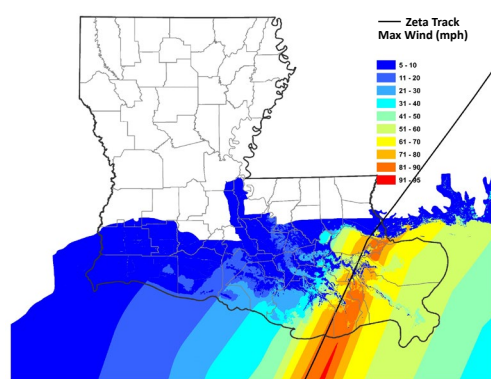 Zeta Track
Max Wind (mph)
5 - 10
11 - 20
21 - 30
31 - 40
41 - 50
51 - 60
61 - 70
71 - 80
81 - 90
91 - 95